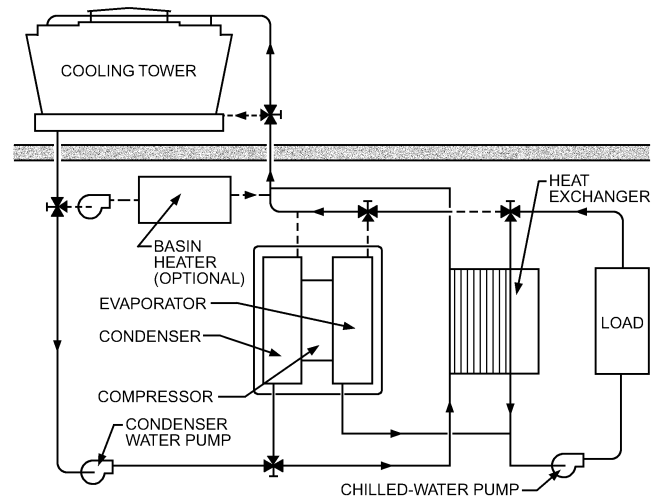 COOLING TOWER
HEAT
EXCHANGER
BASIN
HEATER
(OPTIONAL)
EVAPORATOR
CONDENSER
LOAD
COMPRESSOR
CONDENSER
WATER PUMP
CHILLED-WATER PUMP